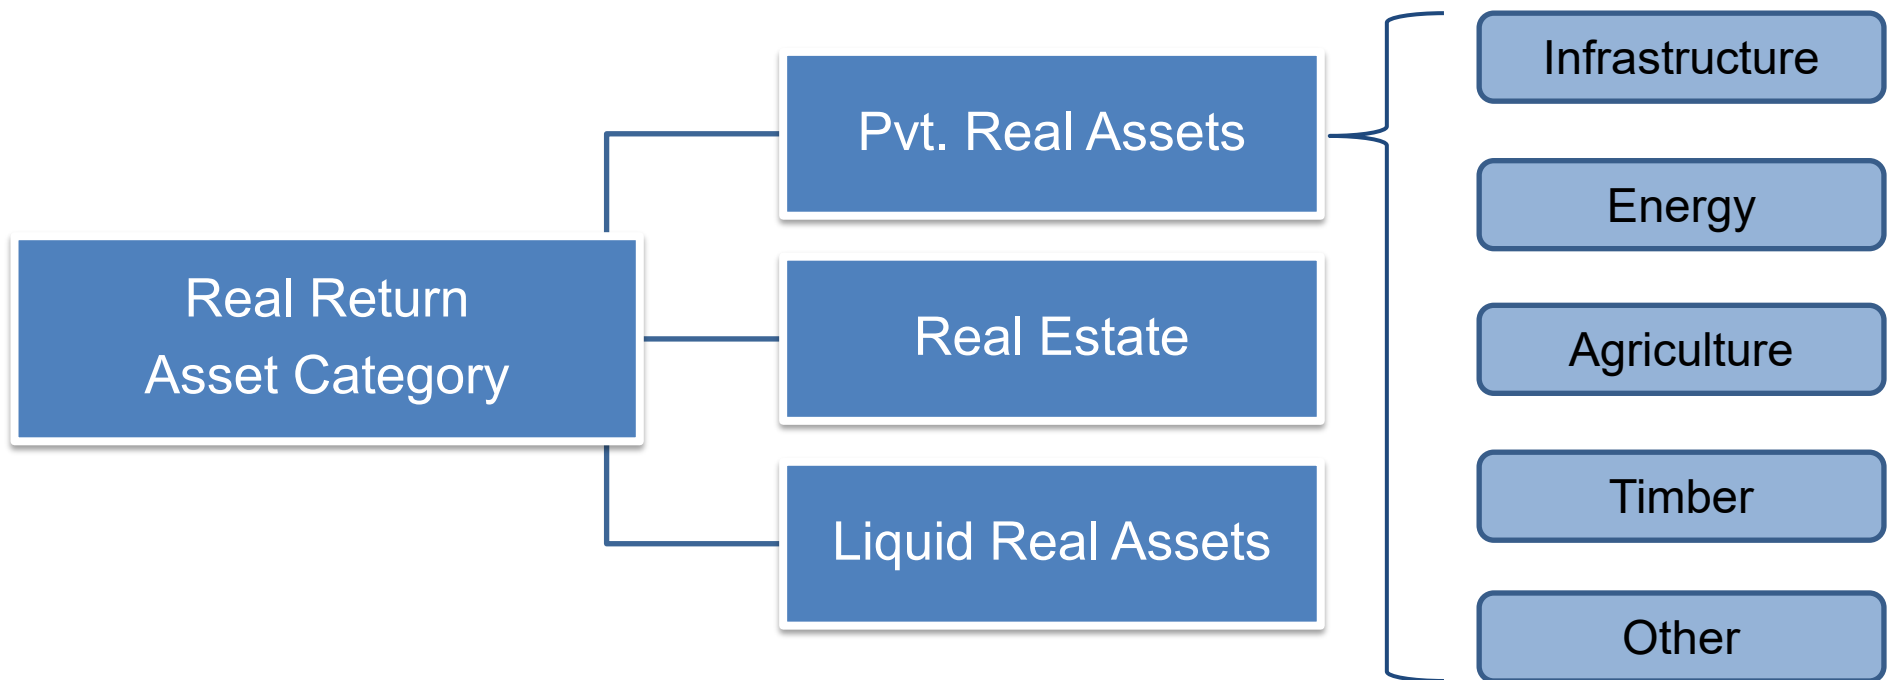 Real Return
Asset Category
Pvt. Real Assets
Real Estate
Liquid Real Assets
Infrastructure
Energy
Agriculture
Timber
Other